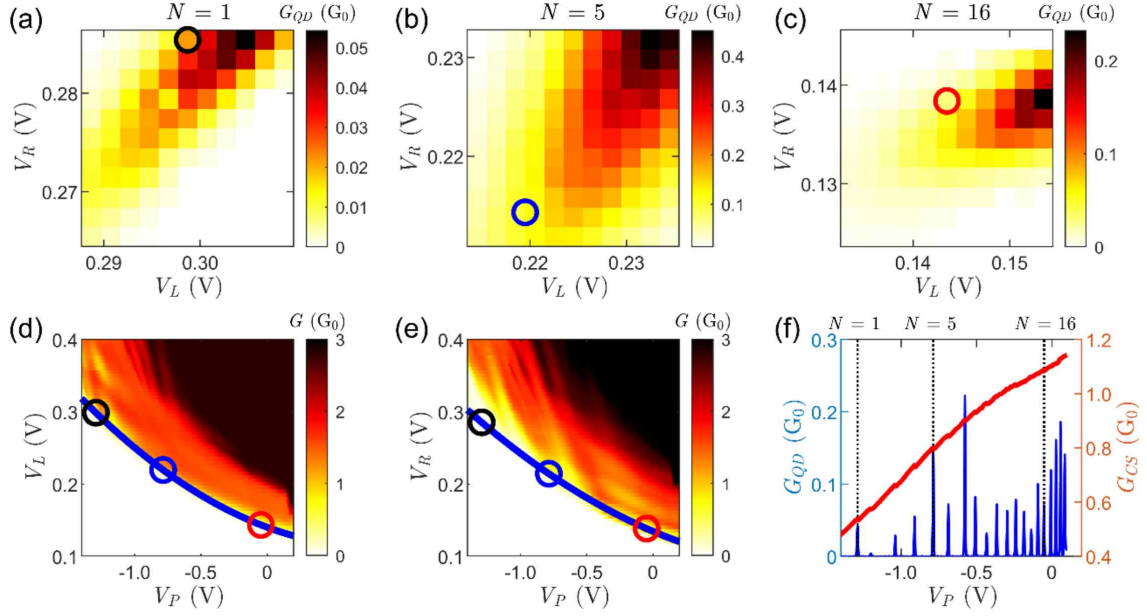 (a) N = 1 G_QD (G₀)
0.05
0.04
0.03
0.02
0.01
0
0.28
0.27
V_R (V)
0.29 0.30
V_L (V)
(b) N = 5 G_QD (G₀)
0.4
0.3
0.2
0.1
0.23
0.22
V_R (V)
0.22 0.23
V_L (V)
(c) N = 16 G_QD (G₀)
0.2
0.1
0
0.14
0.13
V_R (V)
0.14 0.15
V_L (V)
(d) G (G₀)
3
2
1
0
0.4
0.3
0.2
0.1
V_L (V)
-1.0 -0.5 0
V_P (V)
(e) G (G₀)
3
2
1
0
0.4
0.3
0.2
0.1
V_R (V)
-1.0 -0.5 0
V_P (V)
(f) N = 1 N = 5 N = 16
0.3
0.2
0.1
0
G_QD (G₀)
1.2
1.0
0.8
0.6
0.4
G_CS (G₀)
-1.0 -0.5 0
V_P (V)